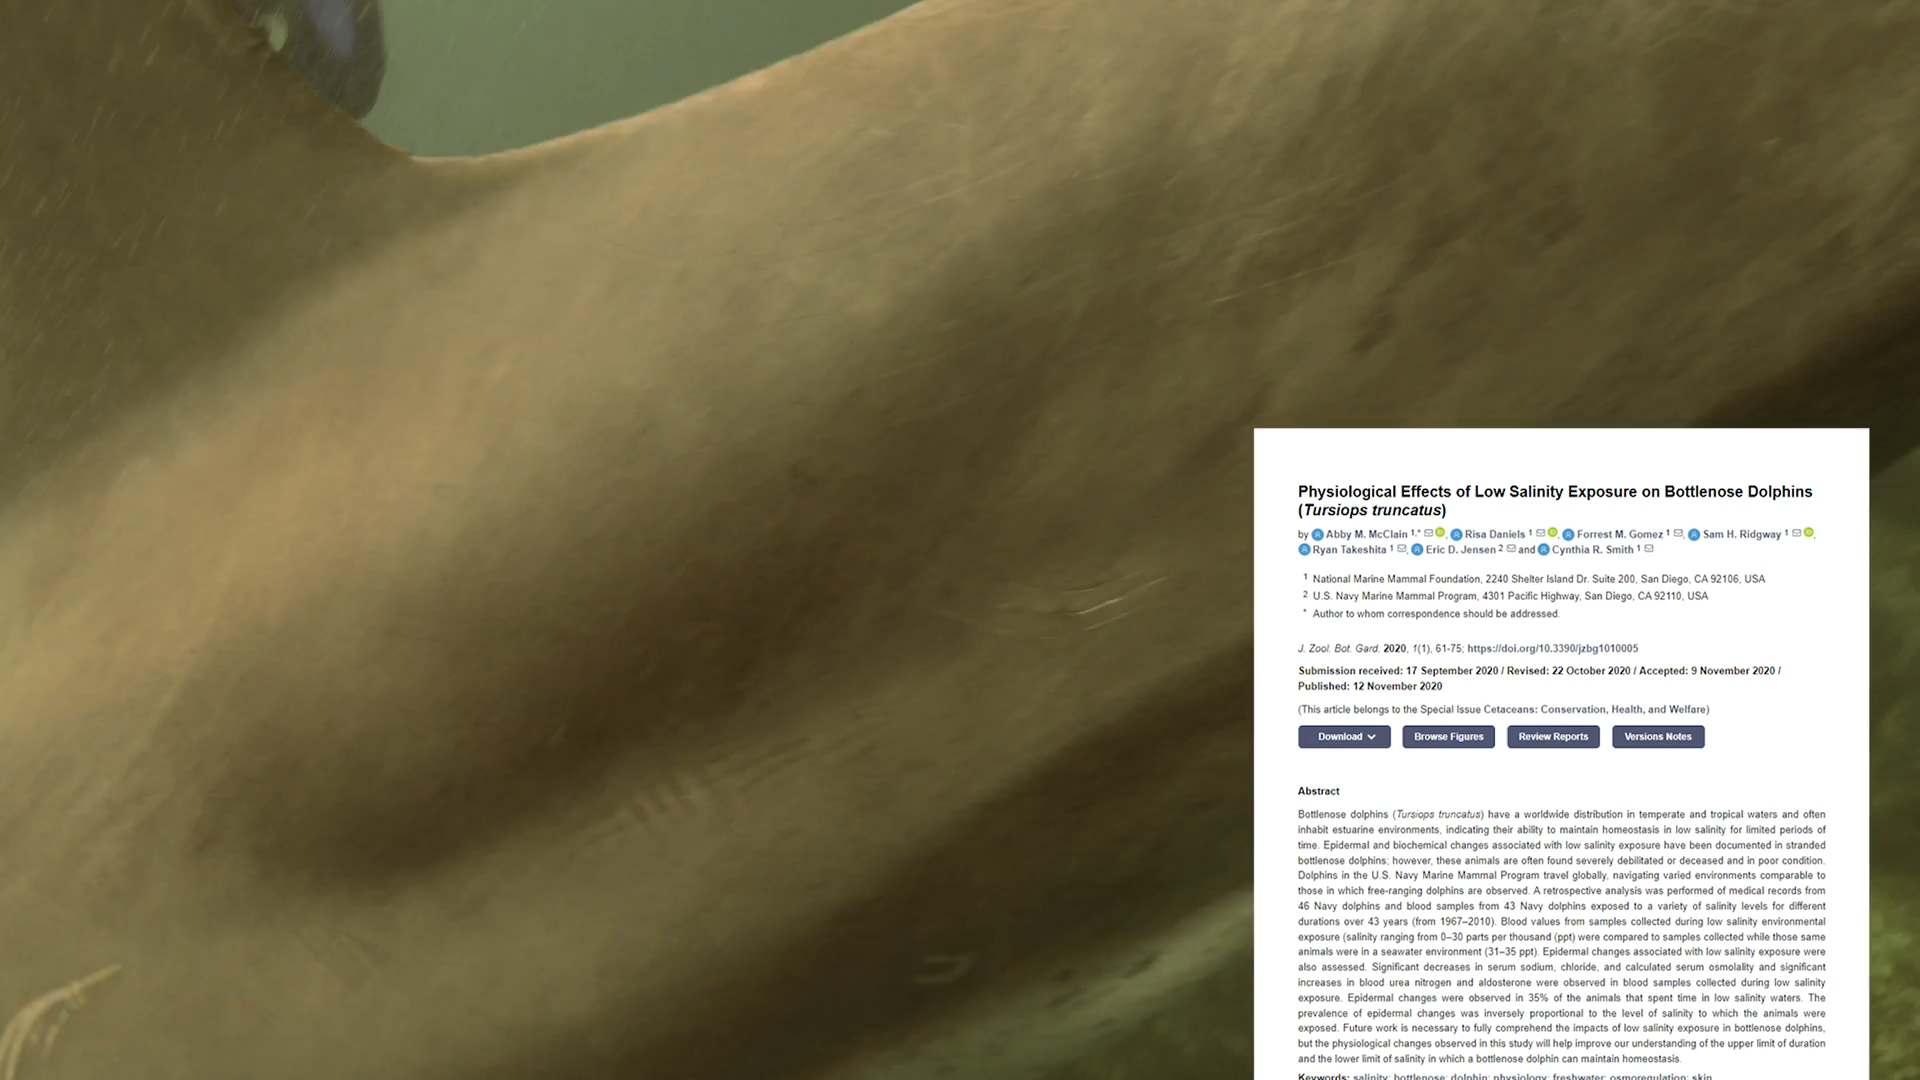 Physiological Effects of Low Salinity Exposure on Bottlenose Dolphins
(Tursiops truncatus)
by Abby M. McClain 1,* , Risa Daniels 1 , Forrest M. Gomez 1 , Sam H. Ridgway 1 ,
Ryan Takeshita 1 , Eric D. Jensen 2 and Cynthia R. Smith 1
1 National Marine Mammal Foundation, 2240 Shelter Island Dr. Suite 200, San Diego, CA 92106, USA
2 U.S. Navy Marine Mammal Program, 4301 Pacific Highway, San Diego, CA 92110, USA
* Author to whom correspondence should be addressed.
J. Zool. Bot. Gard. 2020, 1(1), 61-75; https://doi.org/10.3390/jzbg1010005
Submission received: 17 September 2020 / Revised: 22 October 2020 / Accepted: 9 November 2020 /
Published: 12 November 2020
(This article belongs to the Special Issue Cetaceans: Conservation, Health, and Welfare)
Download Browse Figures Review Reports Versions Notes
Abstract
Bottlenose dolphins (Tursiops truncatus) have a worldwide distribution in temperate and tropical waters and often
inhabit estuarine environments, indicating their ability to maintain homeostasis in low salinity for limited periods of
time. Epidermal and biochemical changes associated with low salinity exposure have been documented in stranded
bottlenose dolphins; however, these animals are often found severely debilitated or deceased and in poor condition.
Dolphins in the U.S. Navy Marine Mammal Program travel globally, navigating varied environments comparable to
those in which free-ranging dolphins are observed. A retrospective analysis was performed of medical records from
46 Navy dolphins and blood samples from 43 Navy dolphins exposed to a variety of salinity levels for different
durations over 43 years (from 1967–2010). Blood values from samples collected during low salinity environmental
exposure (salinity ranging from 0–30 parts per thousand (ppt) were compared to samples collected while those same
animals were in a seawater environment (31–35 ppt). Epidermal changes associated with low salinity exposure were
also assessed. Significant decreases in serum sodium, chloride, and calculated serum osmolality and significant
increases in blood urea nitrogen and aldosterone were observed in blood samples collected during low salinity
exposure. Epidermal changes were observed in 35% of the animals that spent time in low salinity waters. The
prevalence of epidermal changes was inversely proportional to the level of salinity to which the animals were
exposed. Future work is necessary to fully comprehend the impacts of low salinity exposure in bottlenose dolphins,
but the physiological changes observed in this study will help improve our understanding of the upper limit of duration
and the lower limit of salinity in which a bottlenose dolphin can maintain homeostasis.
Keywords: salinity; bottlenose; dolphin; physiology; freshwater; osmoregulation; skin